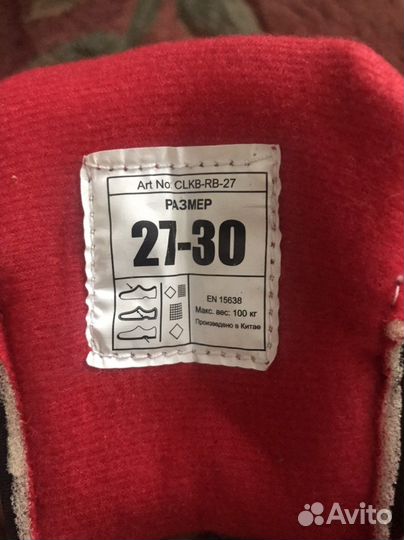 Art No. CLKB-RB-27
РАЗМЕР
27-30
EN 15638
Макс. вес: 100 кг
Произведено в Китае
Avito